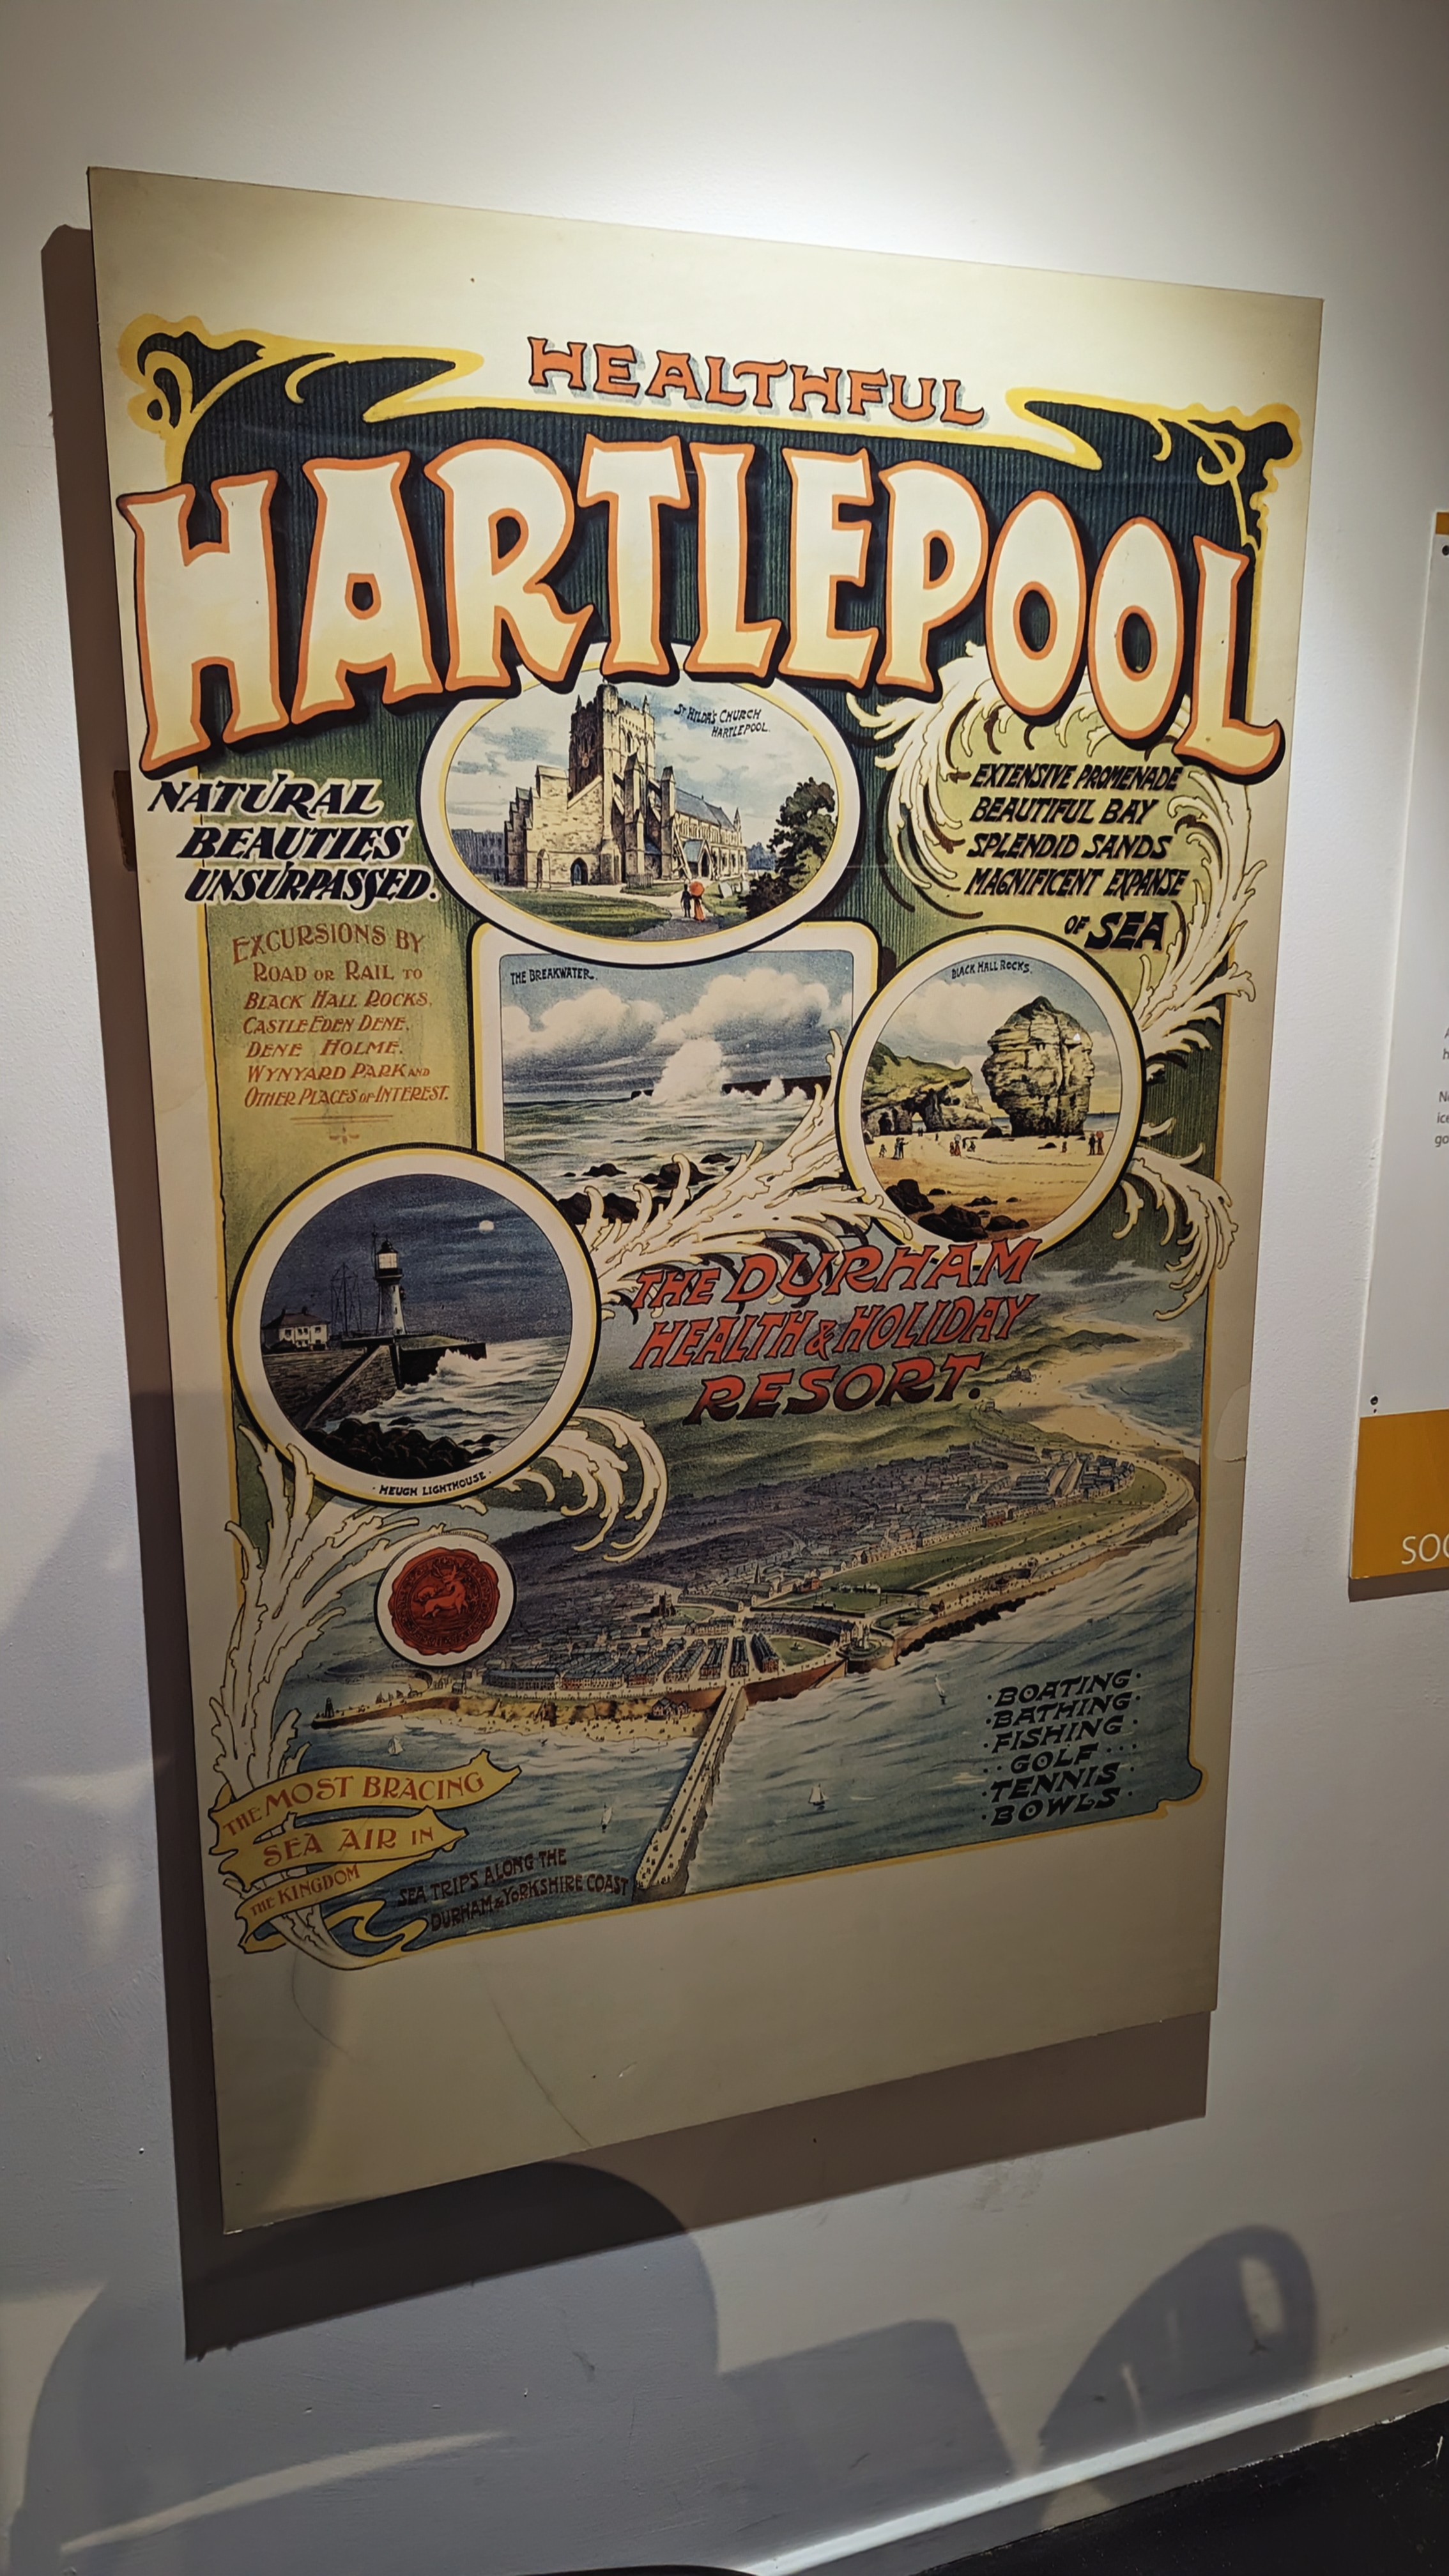 HEALTHFUL
HARTLEPOOL
ST HILDA'S CHURCH
HARTLEPOOL.
NATURAL
BEAUTIES
UNSURPASSED.
EXTENSIVE PROMENADE
BEAUTIFUL BAY
SPLENDID SANDS
MAGNIFICENT EXPANSE
OF SEA
EXCURSIONS BY
ROAD OR RAIL TO
BLACK HALL ROCKS,
CASTLE EDEN DENE,
DENE HOLME.
WYNYARD PARK AND
OTHER PLACES OF INTEREST.
THE BREAKWATER.
BLACK HALL ROCKS.
THE DURHAM
HEALTH & HOLIDAY
RESORT.
· HEUGH LIGHTHOUSE ·
· BOATING ·
· BATHING ·
· FISHING ·
· · GOLF · · ·
· TENNIS ·
· BOWLS ·
THE MOST BRACING
SEA AIR IN
THE KINGDOM
SEA TRIPS ALONG THE
DURHAM & YORKSHIRE COAST
SOC